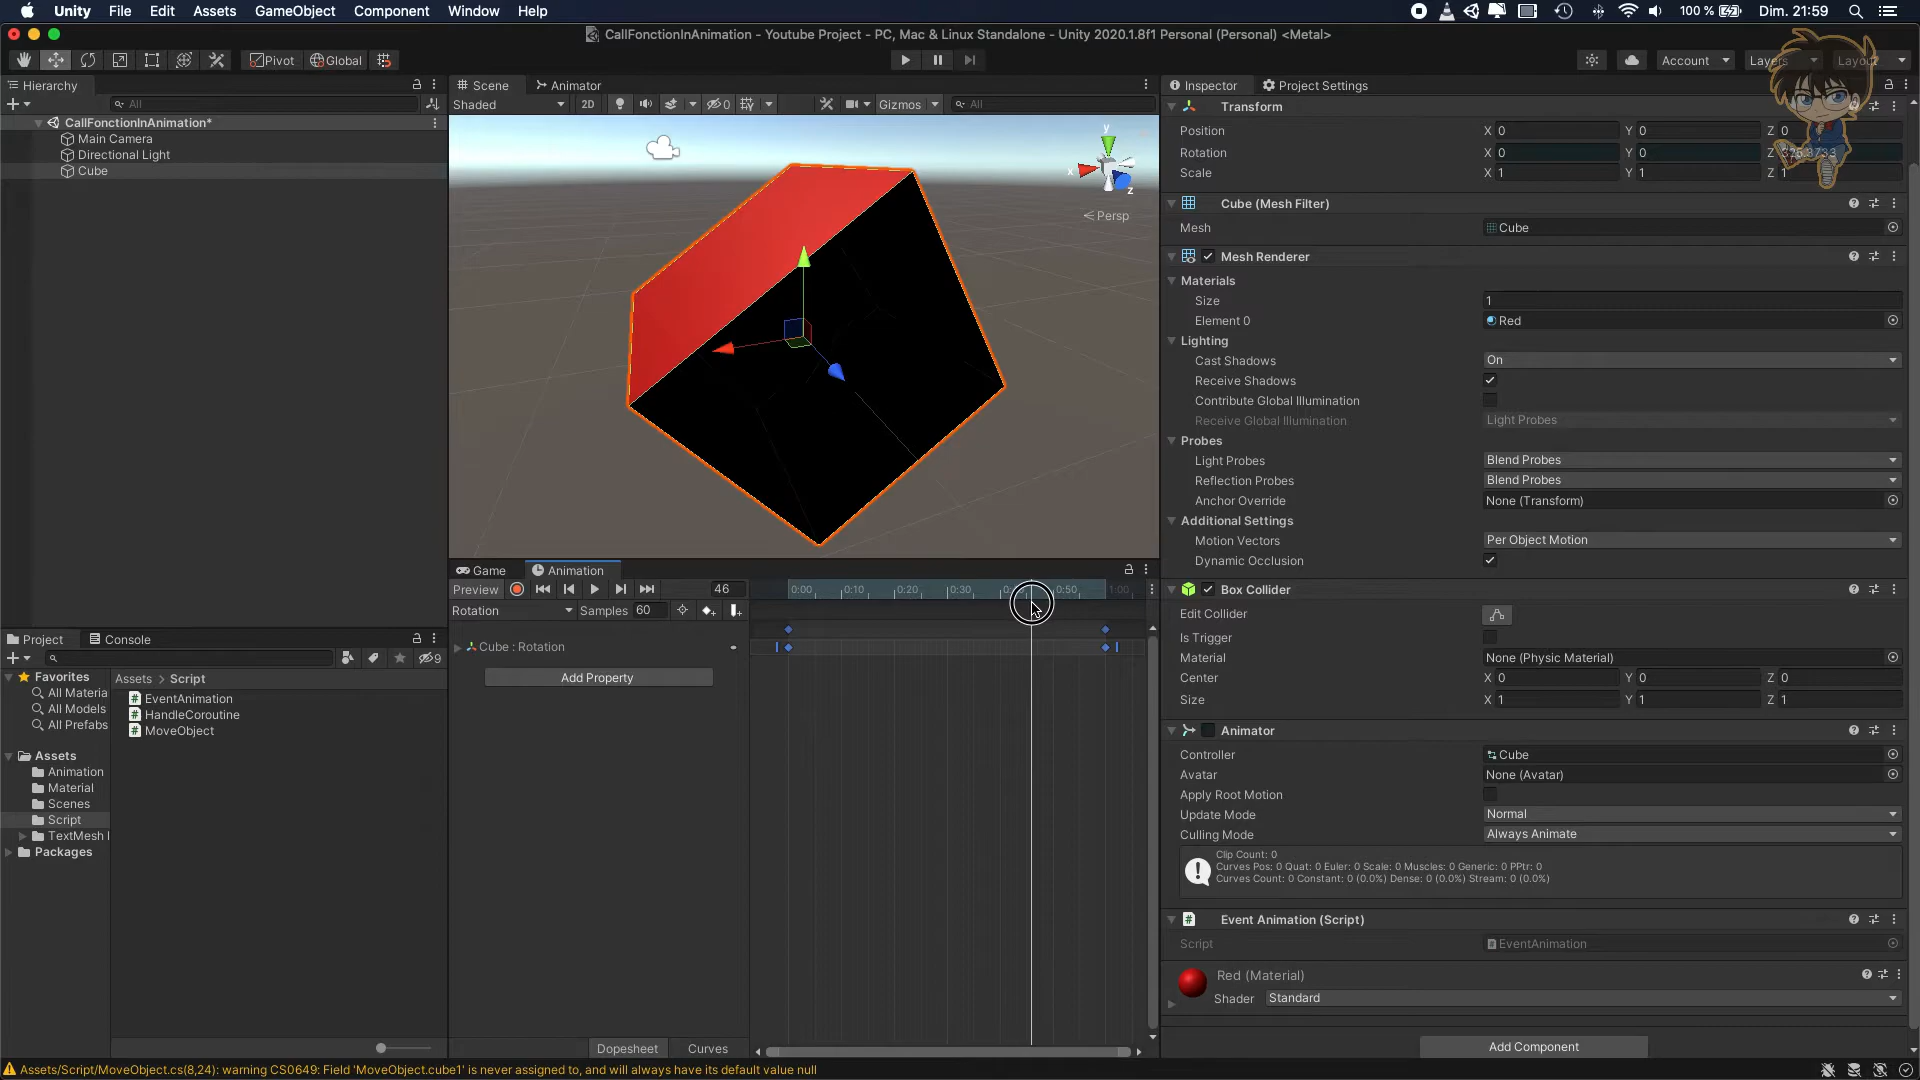 Unity File Edit Assets GameObject Component Window Help 100 % Dim. 21:59
CallFonctionInAnimation - Youtube Project - PC, Mac & Linux Standalone - Unity 2020.1.8f1 Personal (Personal) <Metal>
Pivot Global Account Layers Layout
Hierarchy
All
CallFonctionInAnimation*
Main Camera
Directional Light
Cube
Scene Animator
Shaded 2D 0 Gizmos All
y
x
z
Persp
Game Animation
Preview 46 0:00 0:10 0:20 0:30 0:50 1:00
Rotation Samples 60
Cube : Rotation
Add Property
Dopesheet Curves
Project Console
9
Favorites
All Materia
All Models
All Prefabs
Assets
Animation
Material
Scenes
Script
TextMesh
Packages
Assets > Script
EventAnimation
HandleCoroutine
MoveObject
Inspector Project Settings
Transform
Position X 0 Y 0 Z 0
Rotation X 0 Y 0 Z
Scale X 1 Y 1 Z 1
Cube (Mesh Filter)
Mesh Cube
Mesh Renderer
Materials
Size 1
Element 0 Red
Lighting
Cast Shadows On
Receive Shadows
Contribute Global Illumination
Receive Global Illumination Light Probes
Probes
Light Probes Blend Probes
Reflection Probes Blend Probes
Anchor Override None (Transform)
Additional Settings
Motion Vectors Per Object Motion
Dynamic Occlusion
Box Collider
Edit Collider
Is Trigger
Material None (Physic Material)
Center X 0 Y 0 Z 0
Size X 1 Y 1 Z 1
Animator
Controller Cube
Avatar None (Avatar)
Apply Root Motion
Update Mode Normal
Culling Mode Always Animate
Clip Count: 0
Curves Pos: 0 Quat: 0 Euler: 0 Scale: 0 Muscles: 0 Generic: 0 PPtr: 0
Curves Count: 0 Constant: 0 (0.0%) Dense: 0 (0.0%) Stream: 0 (0.0%)
Event Animation (Script)
Script EventAnimation
Red (Material)
Shader Standard
Add Component
Assets/Script/MoveObject.cs(8,24): warning CS0649: Field 'MoveObject.cube1' is never assigned to, and will always have its default value null